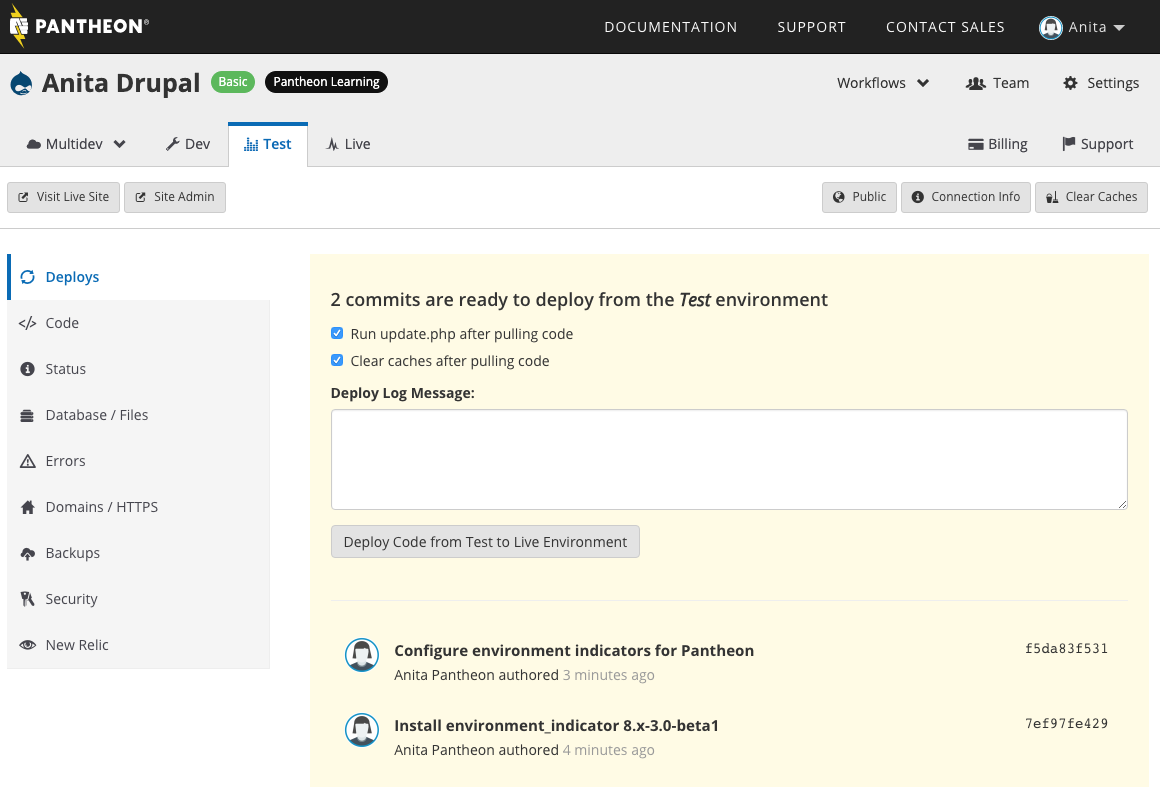 PANTHEON®
DOCUMENTATION SUPPORT CONTACT SALES Anita
Anita Drupal Basic Pantheon Learning
Workflows Team Settings
Multidev Dev Test Live
Billing Support
Visit Live Site Site Admin
Public Connection Info Clear Caches
Deploys
Code
Status
Database / Files
Errors
Domains / HTTPS
Backups
Security
New Relic
2 commits are ready to deploy from the Test environment
Run update.php after pulling code
Clear caches after pulling code
Deploy Log Message:
Deploy Code from Test to Live Environment
Configure environment indicators for Pantheon f5da83f531
Anita Pantheon authored 3 minutes ago
Install environment_indicator 8.x-3.0-beta1 7ef97fe429
Anita Pantheon authored 4 minutes ago